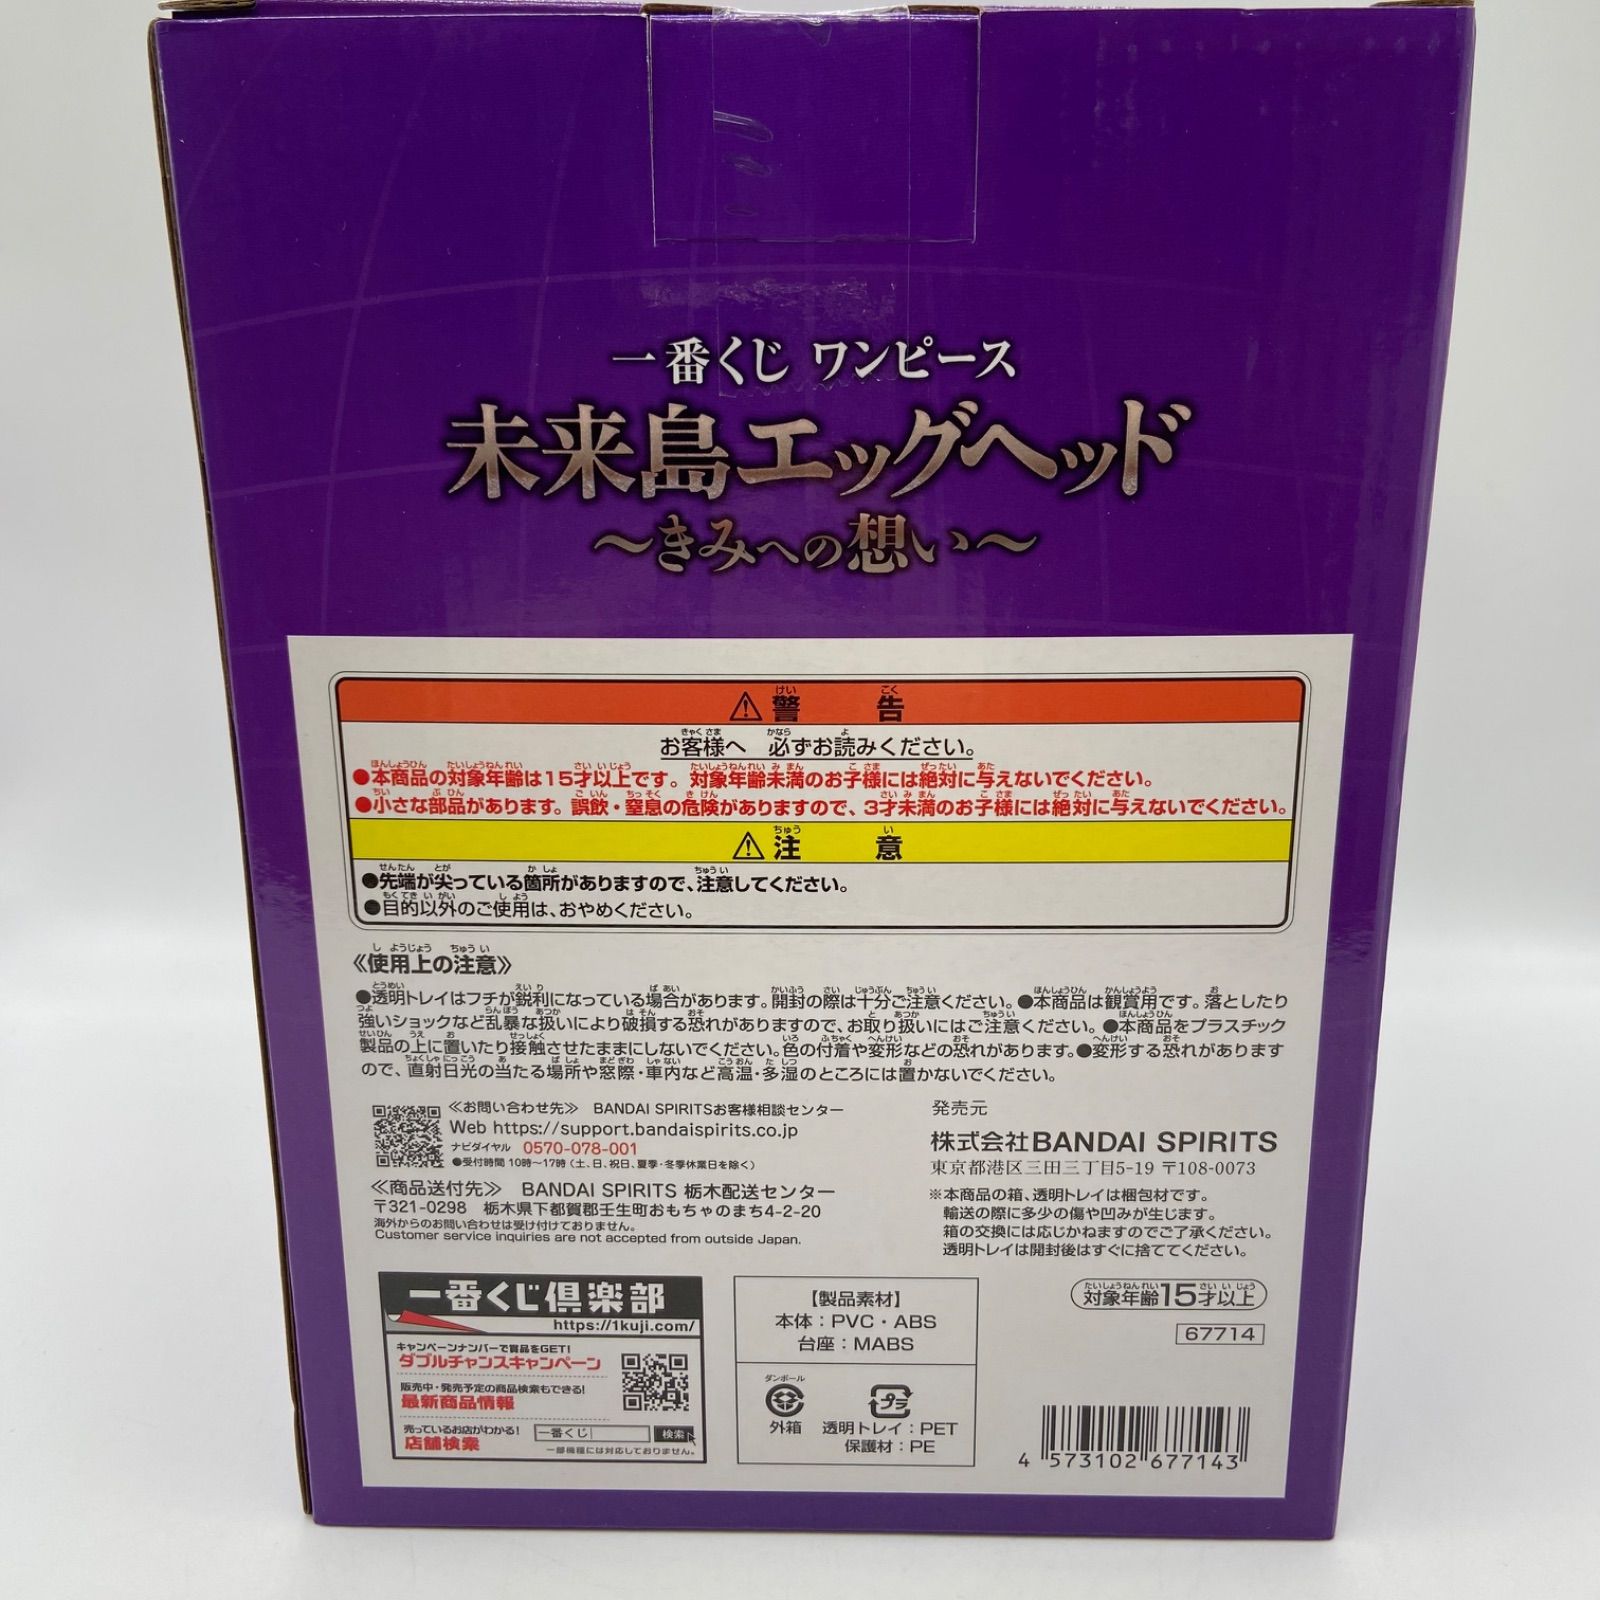 一番くじ ワンピース
未来島エッグヘッド
～きみへの想い～
⚠警告
お客様へ 必ずお読みください。
●本商品の対象年齢は15才以上です。対象年齢未満のお子様には絶対に与えないでください。
●小さな部品があります。誤飲・窒息の危険がありますので、3才未満のお子様には絶対に与えないでください。
⚠注意
●先端が尖っている箇所がありますので、注意してください。
●目的以外のご使用は、おやめください。
《使用上の注意》
●透明トレイはフチが鋭利になっている場合があります。開封の際は十分ご注意ください。●本商品は観賞用です。落としたり
強いショックなど乱暴な扱いにより破損する恐れがありますので、お取り扱いにはご注意ください。●本商品をプラスチック
製品の上に置いたり接触させたままにしないでください。色の付着や変形などの恐れがあります。●変形する恐れがあります
ので、直射日光の当たる場所や窓際・車内など高温・多湿のところには置かないでください。
≪お問い合わせ先≫ BANDAI SPIRITSお客様相談センター
Web https://support.bandaispirits.co.jp
ナビダイヤル 0570-078-001
●受付時間 10時～17時（土、日、祝日、夏季・冬季休業日を除く）
≪商品送付先≫ BANDAI SPIRITS 栃木配送センター
〒321-0298 栃木県下都賀郡壬生町おもちゃのまち4-2-20
海外からのお問い合わせは受け付けておりません。
Customer service inquiries are not accepted from outside Japan.
発売元
株式会社BANDAI SPIRITS
東京都港区三田三丁目5-19 〒108-0073
※本商品の箱、透明トレイは梱包材です。
輸送の際に多少の傷や凹みが生じます。
箱の交換には応じかねますのでご了承ください。
透明トレイは開封後はすぐに捨ててください。
一番くじ倶楽部
https://1kuji.com/
キャンペーンナンバーで賞品をGET!
ダブルチャンスキャンペーン
販売中・発売予定の商品検索もできる!
最新商品情報
売っているお店がわかる!
店舗検索
一番くじ 検索
一部機種には対応しておりません。
【製品素材】
本体：PVC・ABS
台座：MABS
ダンボール
外箱
プラ
透明トレイ：PET
保護材：PE
対象年齢15才以上
67714
4 573102 677143